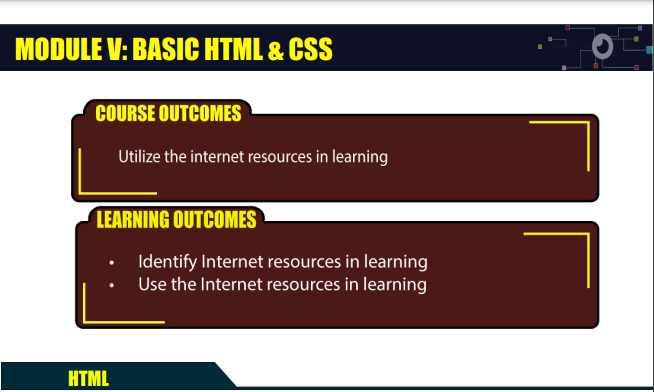 MODULE V: BASIC HTML & CSS
COURSE OUTCOMES
Utilize the internet resources in learning
LEARNING OUTCOMES
• Identify Internet resources in learning
• Use the Internet resources in learning
HTML